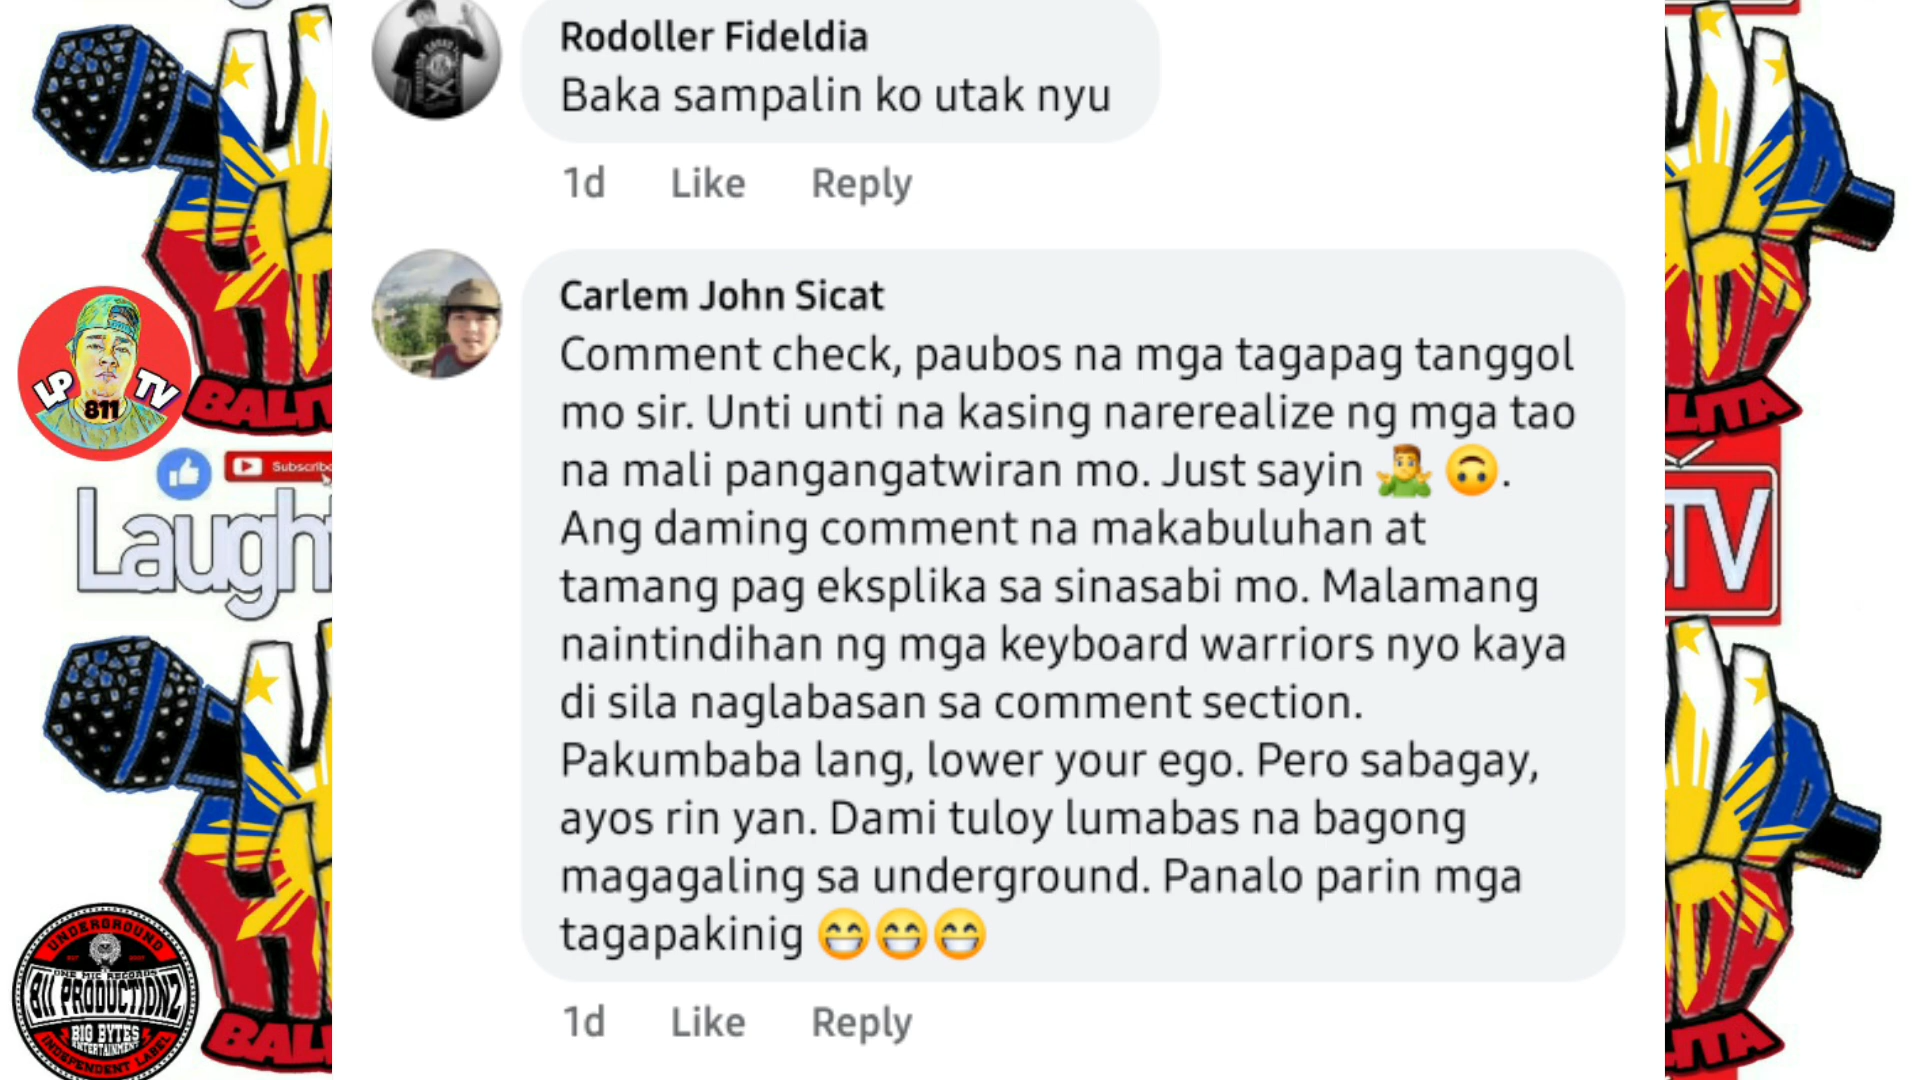 Rodoller Fideldia
Baka sampalin ko utak nyu
1d Like Reply
Carlem John Sicat
Comment check, paubos na mga tagapag tanggol
mo sir. Unti unti na kasing narerealize ng mga tao
na mali pangangatwiran mo. Just sayin 🤷‍♂️ 🙃.
Ang daming comment na makabuluhan at
tamang pag eksplika sa sinasabi mo. Malamang
naintindihan ng mga keyboard warriors nyo kaya
di sila naglabasan sa comment section.
Pakumbaba lang, lower your ego. Pero sabagay,
ayos rin yan. Dami tuloy lumabas na bagong
magagaling sa underground. Panalo parin mga
tagapakinig 😁😁😁
1d Like Reply
LP TV
811
BALIT
Subscribe
Laught
BALI
UNDERGROUND
ONE MIC RECORDS
811 PRODUCTIONZ
BIG BYTES
ENTERTAINMENT
INDEPENDENT LABEL
LITA
TV
ITA